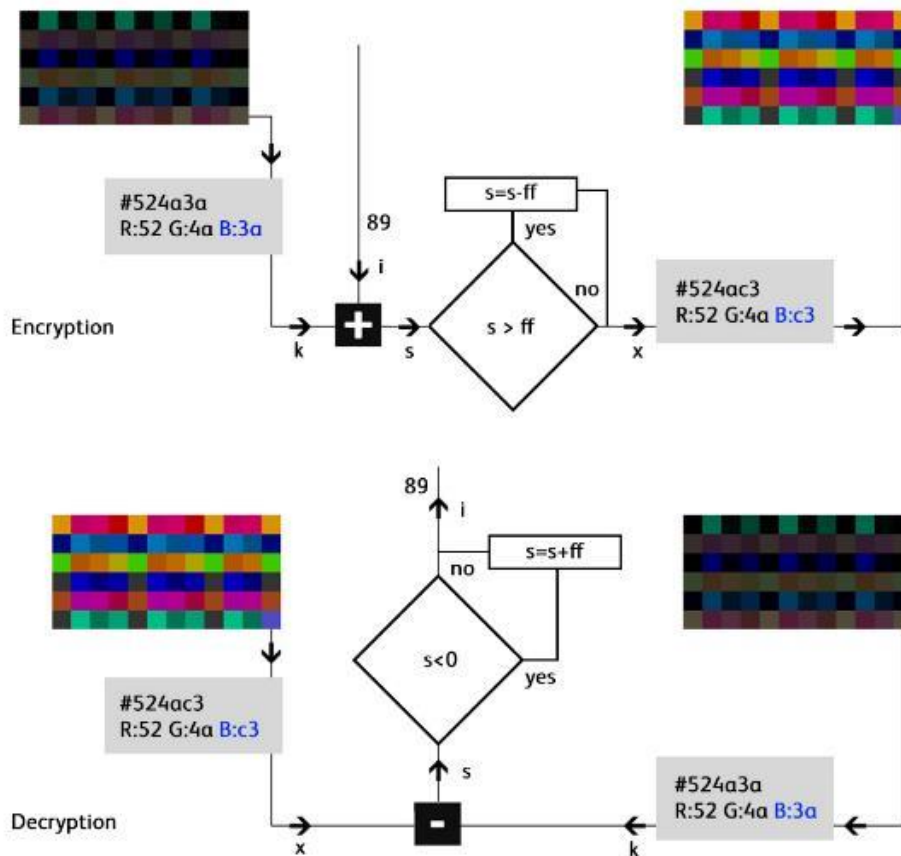 #524a3a
R:52 G:4a B:3a
89
i
s=s-ff
yes
no
s > ff
#524ac3
R:52 G:4a B:c3
Encryption
+
k
s
x
89
i
s=s+ff
no
s<0
yes
#524ac3
R:52 G:4a B:c3
s
#524a3a
R:52 G:4a B:3a
Decryption
-
x
k